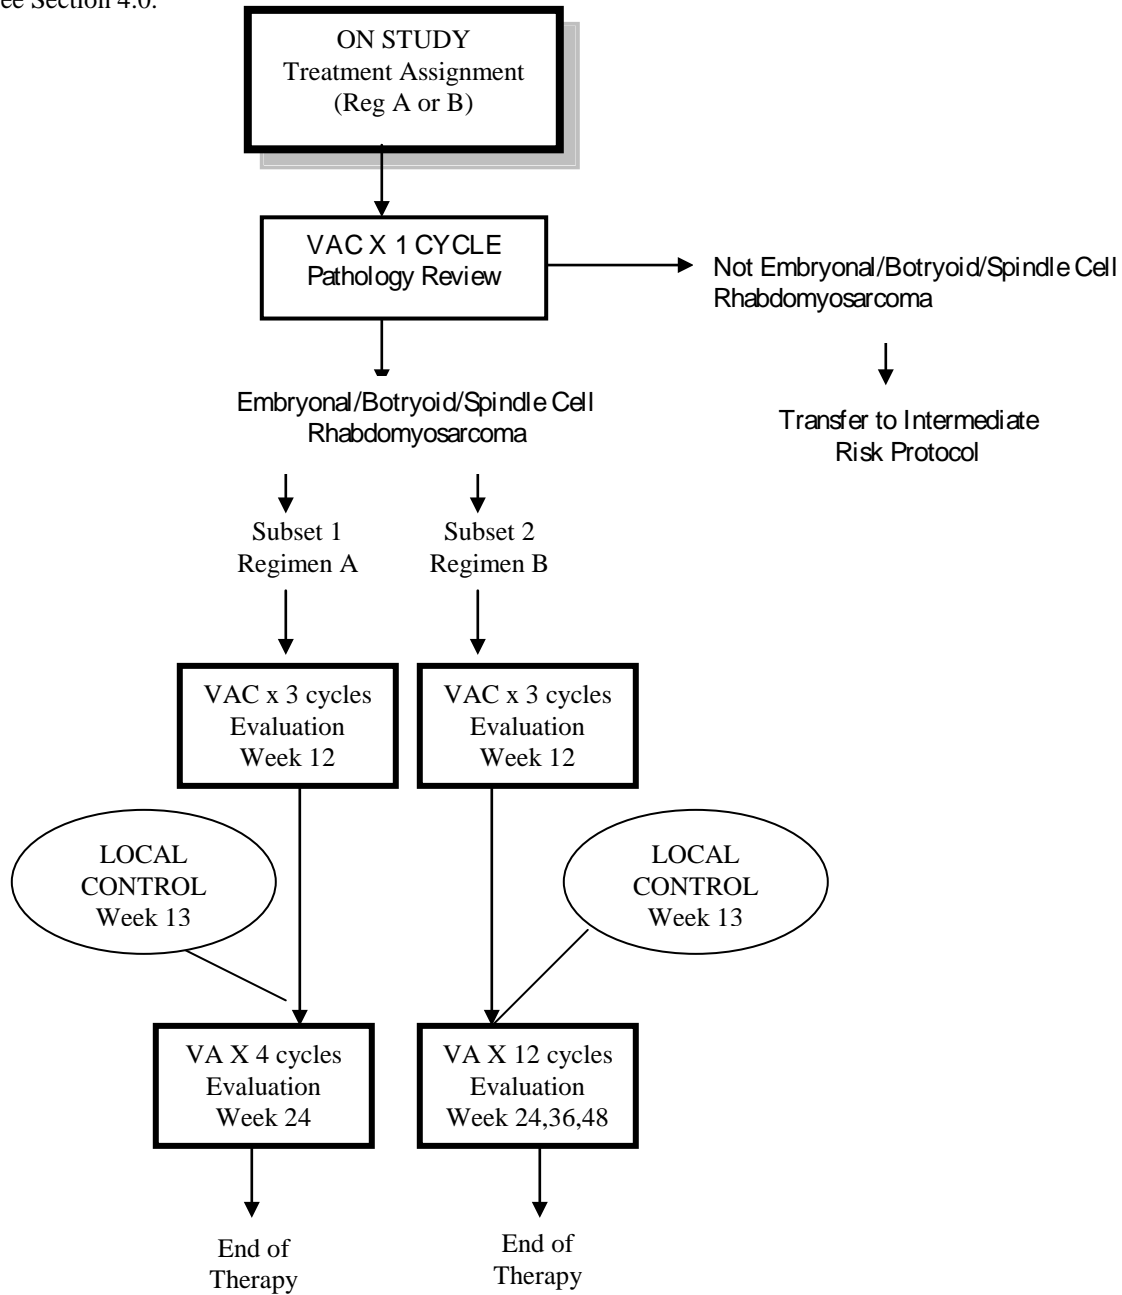 ee Section 4.0.
ON STUDY
Treatment Assignment
(Reg A or B)
VAC X 1 CYCLE
Pathology Review
Not Embryonal/Botryoid/Spindle Cell
Rhabdomyosarcoma
Embryonal/Botryoid/Spindle Cell
Rhabdomyosarcoma
Transfer to Intermediate
Risk Protocol
Subset 1
Regimen A
Subset 2
Regimen B
VAC x 3 cycles
Evaluation
Week 12
VAC x 3 cycles
Evaluation
Week 12
LOCAL
CONTROL
Week 13
LOCAL
CONTROL
Week 13
VA X 4 cycles
Evaluation
Week 24
VA X 12 cycles
Evaluation
Week 24,36,48
End of
Therapy
End of
Therapy